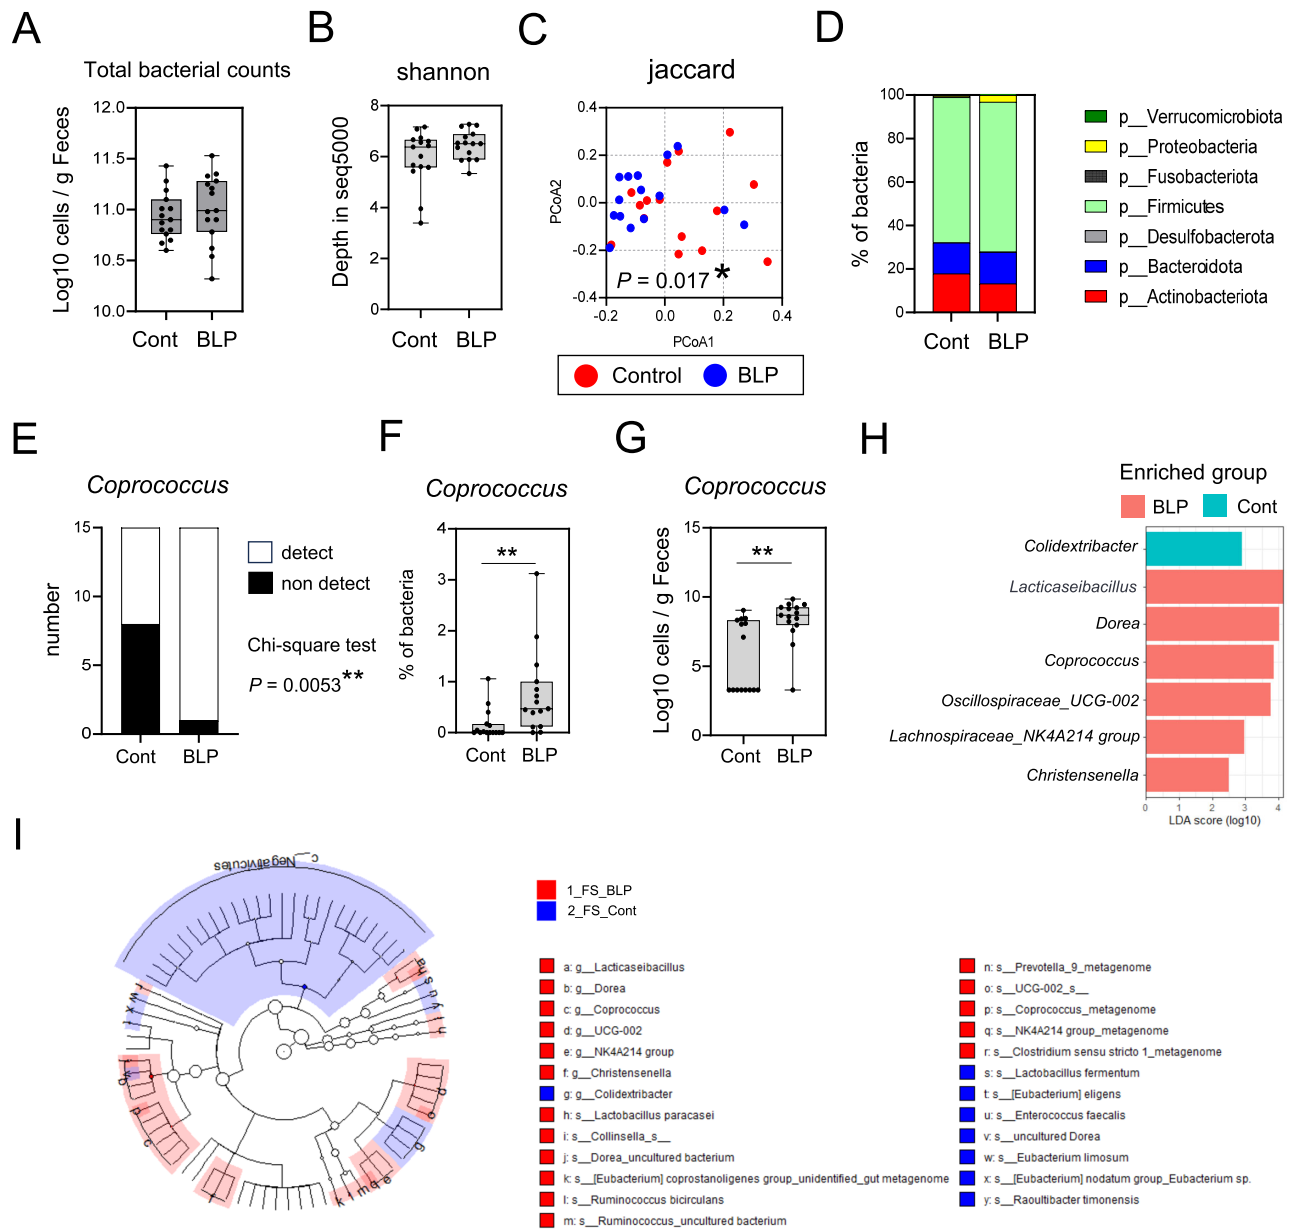 A
Total bacterial counts
Log10 cells / g Feces
12.0
11.5
11.0
10.5
10.0
Cont BLP
B
shannon
Depth in seq5000
8
6
4
2
0
Cont BLP
C
jaccard
PCoA2
0.4
0.2
0.0
-0.2
-0.4
P = 0.017 *
-0.2 0.0 0.2 0.4
PCoA1
Control BLP
D
% of bacteria
100
80
60
40
20
0
Cont BLP
p__Verrucomicrobiota
p__Proteobacteria
p__Fusobacteriota
p__Firmicutes
p__Desulfobacterota
p__Bacteroidota
p__Actinobacteriota
E
Coprococcus
number
15
10
5
0
Cont BLP
detect
non detect
Chi-square test
P = 0.0053**
F
Coprococcus
% of bacteria
4
3
2
1
0
**
Cont BLP
G
Coprococcus
Log10 cells / g Feces
15
10
5
0
**
Cont BLP
H
Enriched group
BLP Cont
Colidextribacter
Lacticaseibacillus
Dorea
Coprococcus
Oscillospiraceae_UCG-002
Lachnospiraceae_NK4A214 group
Christensenella
0 1 2 3 4
LDA score (log10)
I
c__Negativicutes
1_FS_BLP
2_FS_Cont
a: g__Lacticaseibacillus
b: g__Dorea
c: g__Coprococcus
d: g__UCG-002
e: g__NK4A214 group
f: g__Christensenella
g: g__Colidextribacter
h: s__Lactobacillus paracasei
i: s__Collinsella_s__
j: s__Dorea_uncultured bacterium
k: s__[Eubacterium] coprostanoligenes group_unidentified_gut metagenome
l: s__Ruminococcus bicirculans
m: s__Ruminococcus_uncultured bacterium
n: s__Prevotella_9_metagenome
o: s__UCG-002_s__
p: s__Coprococcus_metagenome
q: s__NK4A214 group_metagenome
r: s__Clostridium sensu stricto 1_metagenome
s: s__Lactobacillus fermentum
t: s__[Eubacterium] eligens
u: s__Enterococcus faecalis
v: s__uncultured Dorea
w: s__Eubacterium limosum
x: s__[Eubacterium] nodatum group_Eubacterium sp.
y: s__Raoultibacter timonensis